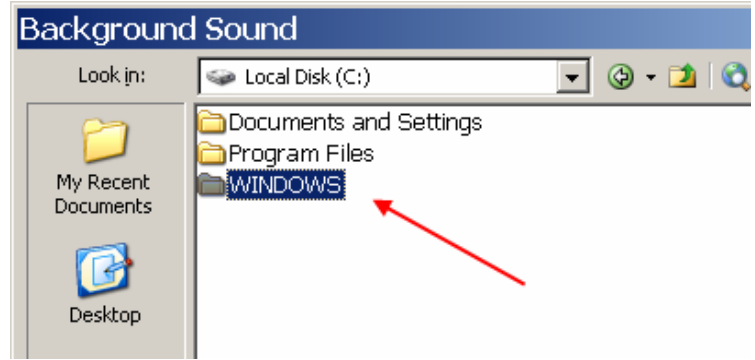 Background Sound
Look in:
Local Disk (C:)
Documents and Settings
Program Files
WINDOWS
My Recent
Documents
Desktop